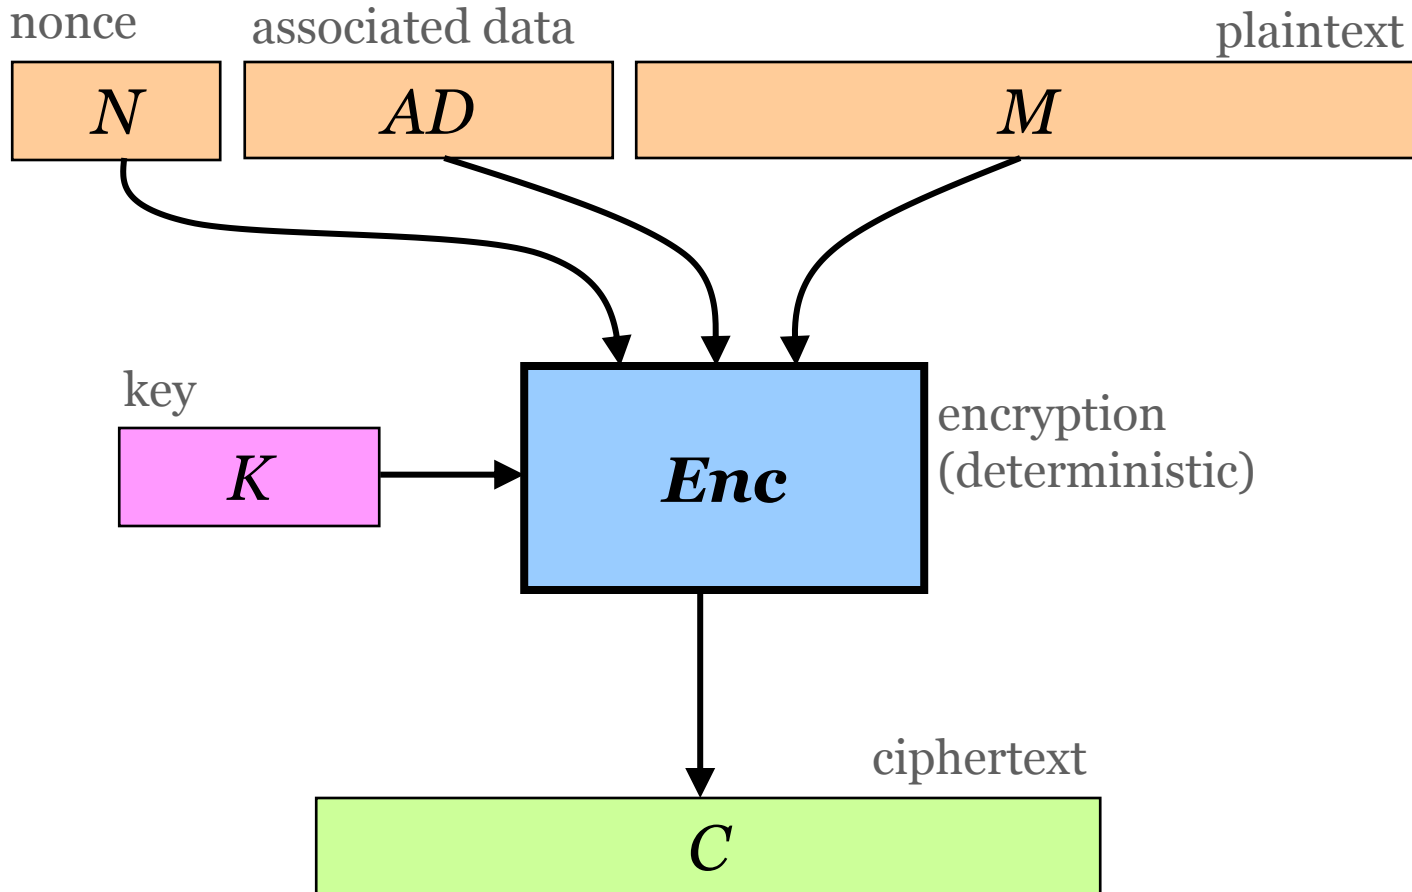 nonce
associated data
plaintext
N
AD
M
key
K
Enc
encryption
(deterministic)
ciphertext
C